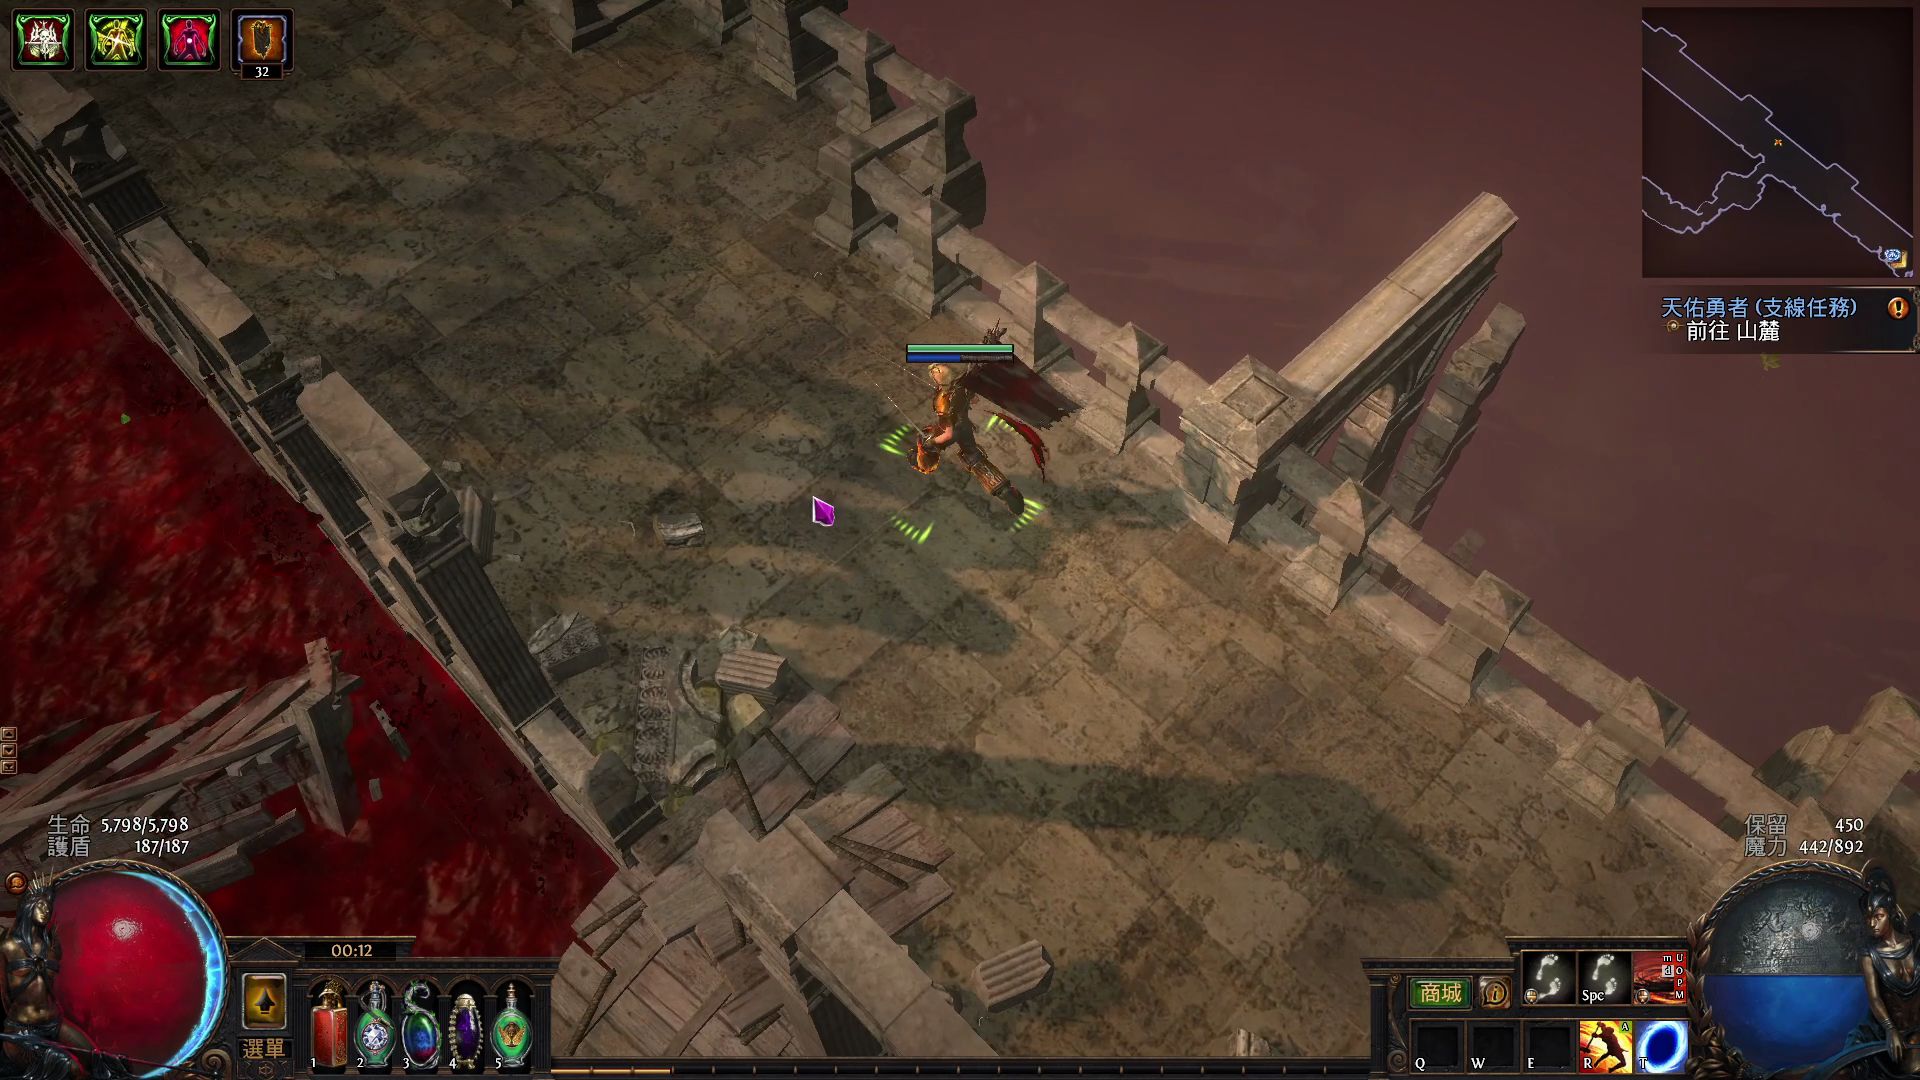 32
天佑勇者 (支線任務)
前往 山麓
生命 5,798/5,798
護盾 187/187
保留 450
魔力 442/892
00:12
選單
1 2 3 4 5
商城
Spc
m U
d O
P
M
Q W E R T
A